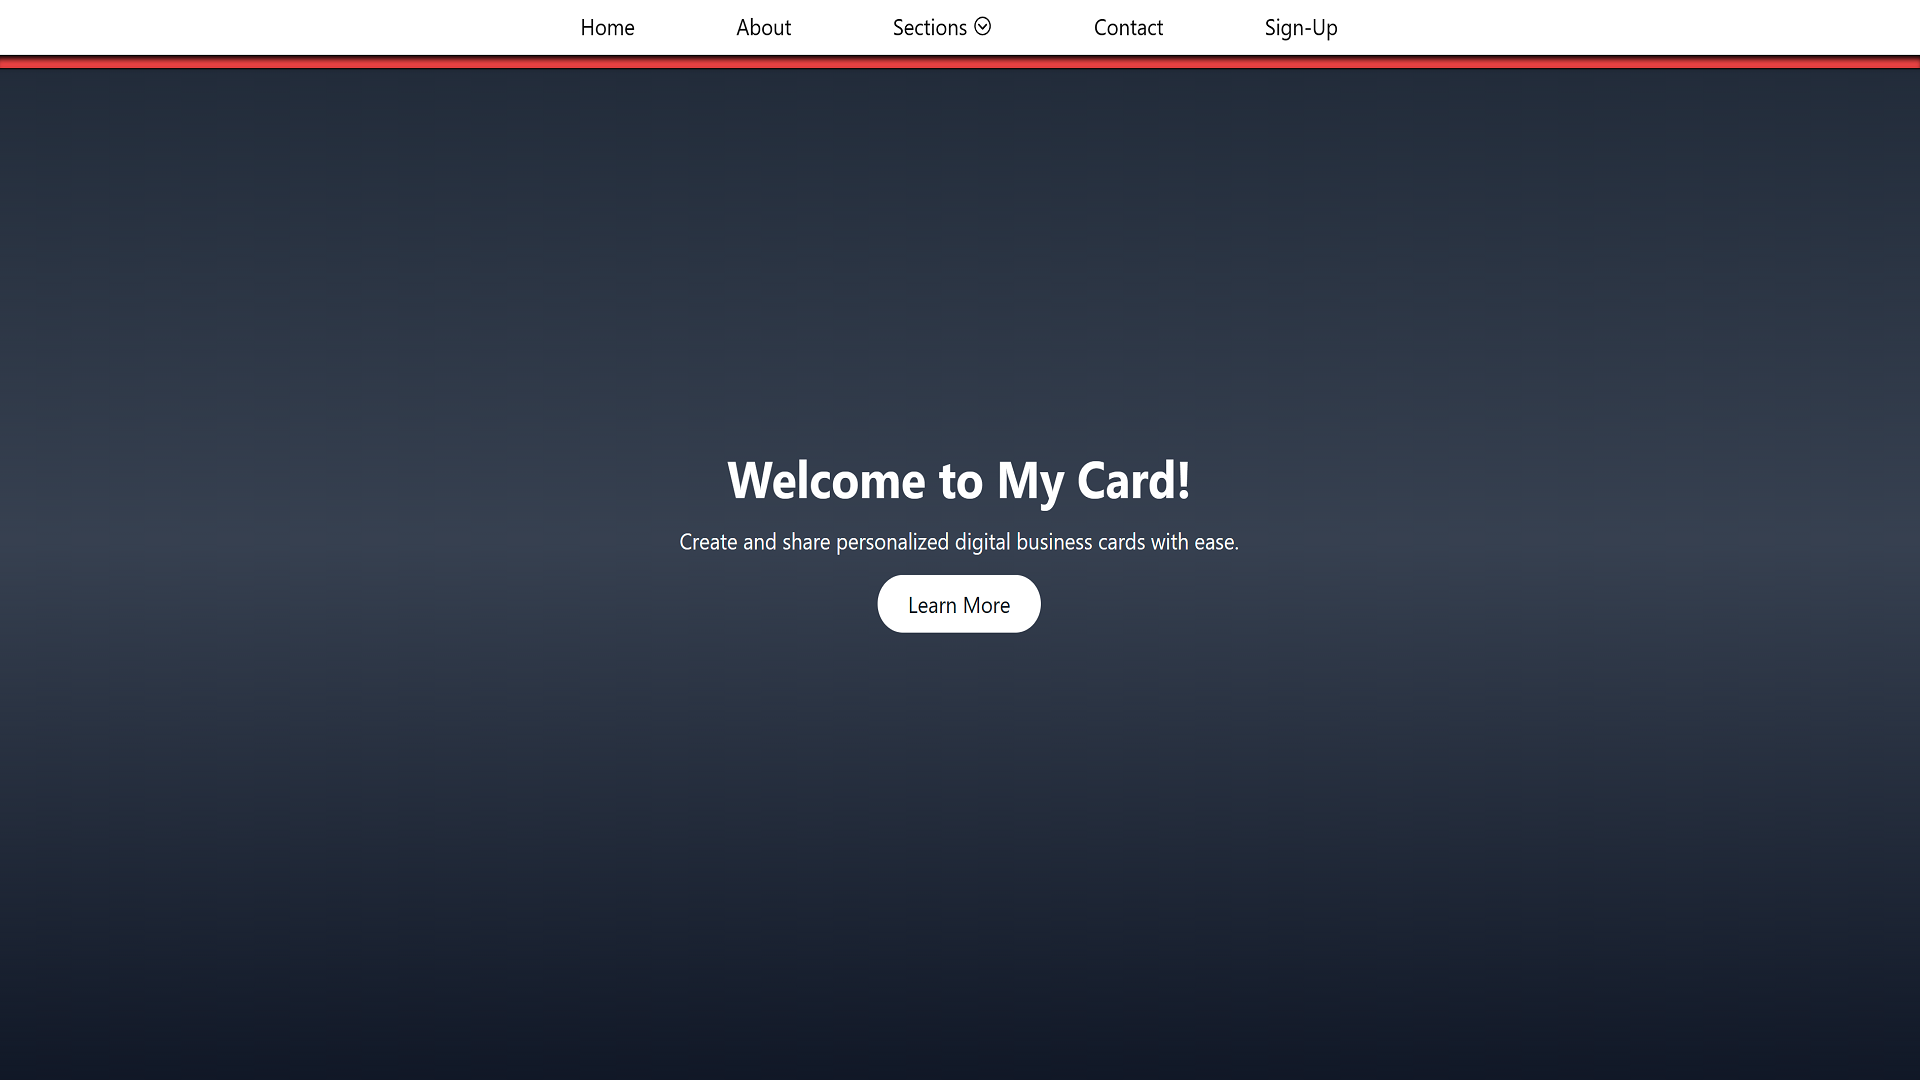 Home About Sections Contact Sign-Up
Welcome to My Card!
Create and share personalized digital business cards with ease.
Learn More